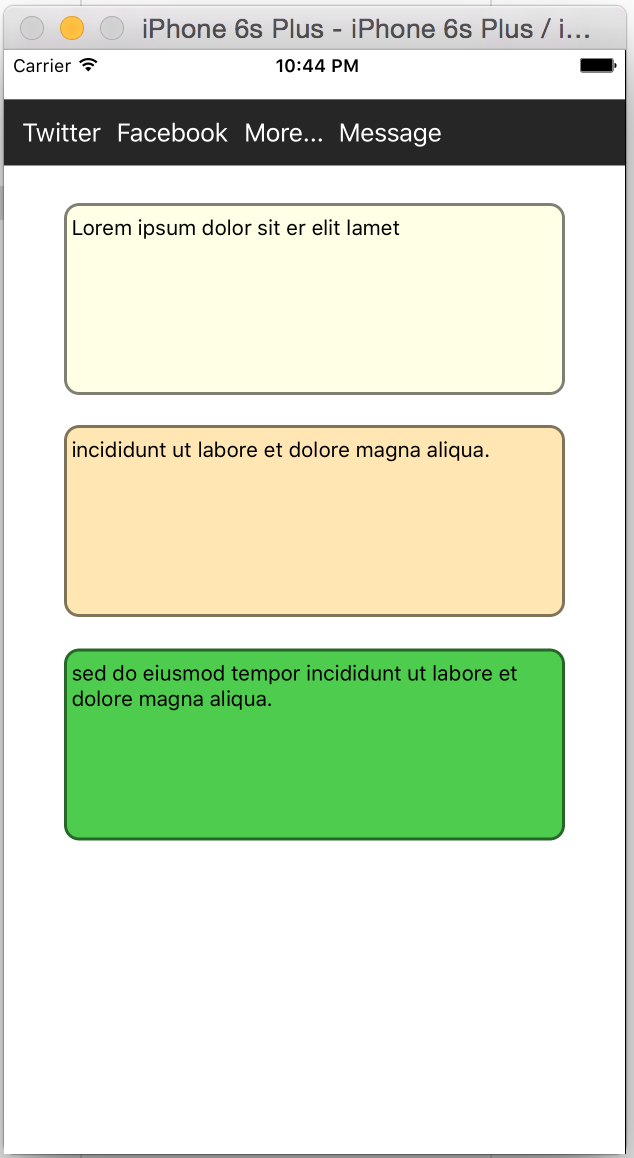 iPhone 6s Plus - iPhone 6s Plus / i...
Carrier 10:44 PM
Twitter Facebook More... Message
Lorem ipsum dolor sit er elit lamet
incididunt ut labore et dolore magna aliqua.
sed do eiusmod tempor incididunt ut labore et
dolore magna aliqua.